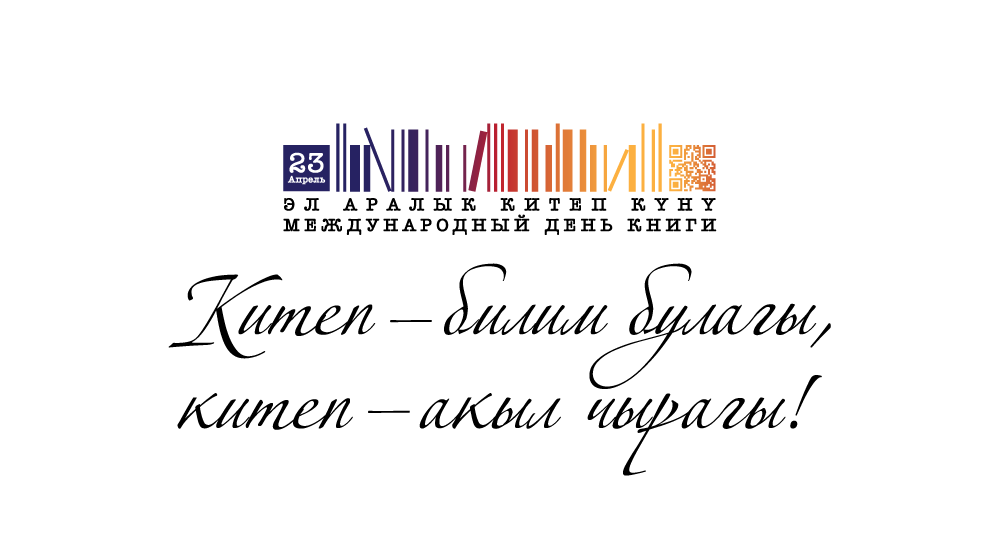 23
Апрель
ЭЛ АРАЛЫК КИТЕП КҮНҮ
МЕЖДУНАРОДНЫЙ ДЕНЬ КНИГИ
Китеп – билим булагы,
китеп – акыл чырагы!